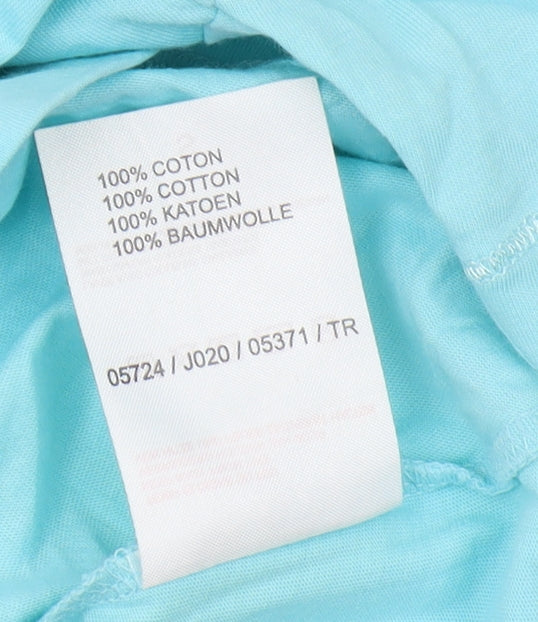 100% COTON
100% COTTON
100% KATOEN
100% BAUMWOLLE
05724 / J020 / 05371 / TR